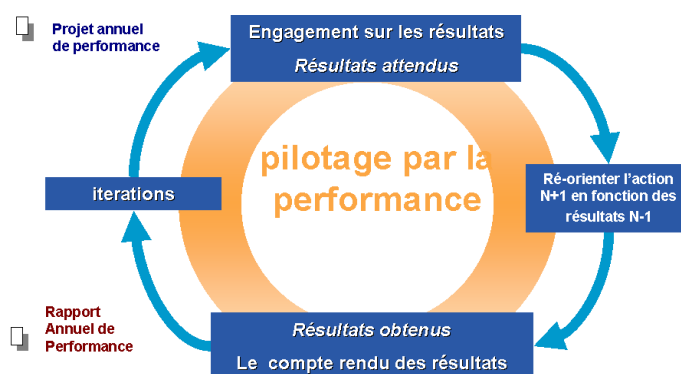 Projet annuel
de performance
Engagement sur les résultats
Résultats attendus
pilotage par la
performance
iterations
Ré-orienter l’action
N+1 en fonction des
résultats N-1
Rapport
Annuel de
Performance
Résultats obtenus
Le compte rendu des résultats